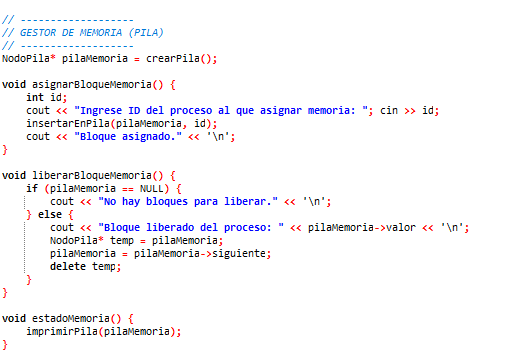 // -------------------
// GESTOR DE MEMORIA (PILA)
// -------------------
NodoPila* pilaMemoria = crearPila();
void asignarBloqueMemoria() {
    int id;
    cout << "Ingrese ID del proceso al que asignar memoria: "; cin >> id;
    insertarEnPila(pilaMemoria, id);
    cout << "Bloque asignado." << '\n';
}
void liberarBloqueMemoria() {
    if (pilaMemoria == NULL) {
        cout << "No hay bloques para liberar." << '\n';
    } else {
        cout << "Bloque liberado del proceso: " << pilaMemoria->valor << '\n';
        NodoPila* temp = pilaMemoria;
        pilaMemoria = pilaMemoria->siguiente;
        delete temp;
    }
}
void estadoMemoria() {
    imprimirPila(pilaMemoria);
}